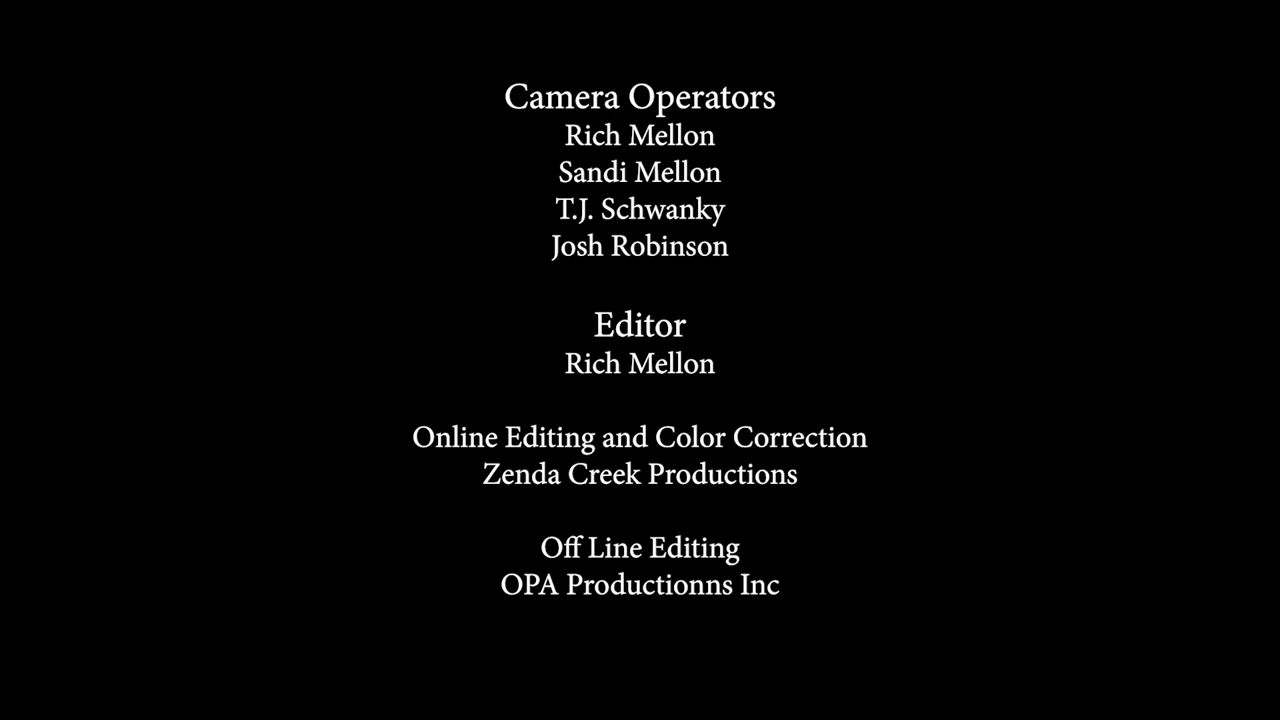 Camera Operators
Rich Mellon
Sandi Mellon
T.J. Schwanky
Josh Robinson
Editor
Rich Mellon
Online Editing and Color Correction
Zenda Creek Productions
Off Line Editing
OPA Productionns Inc